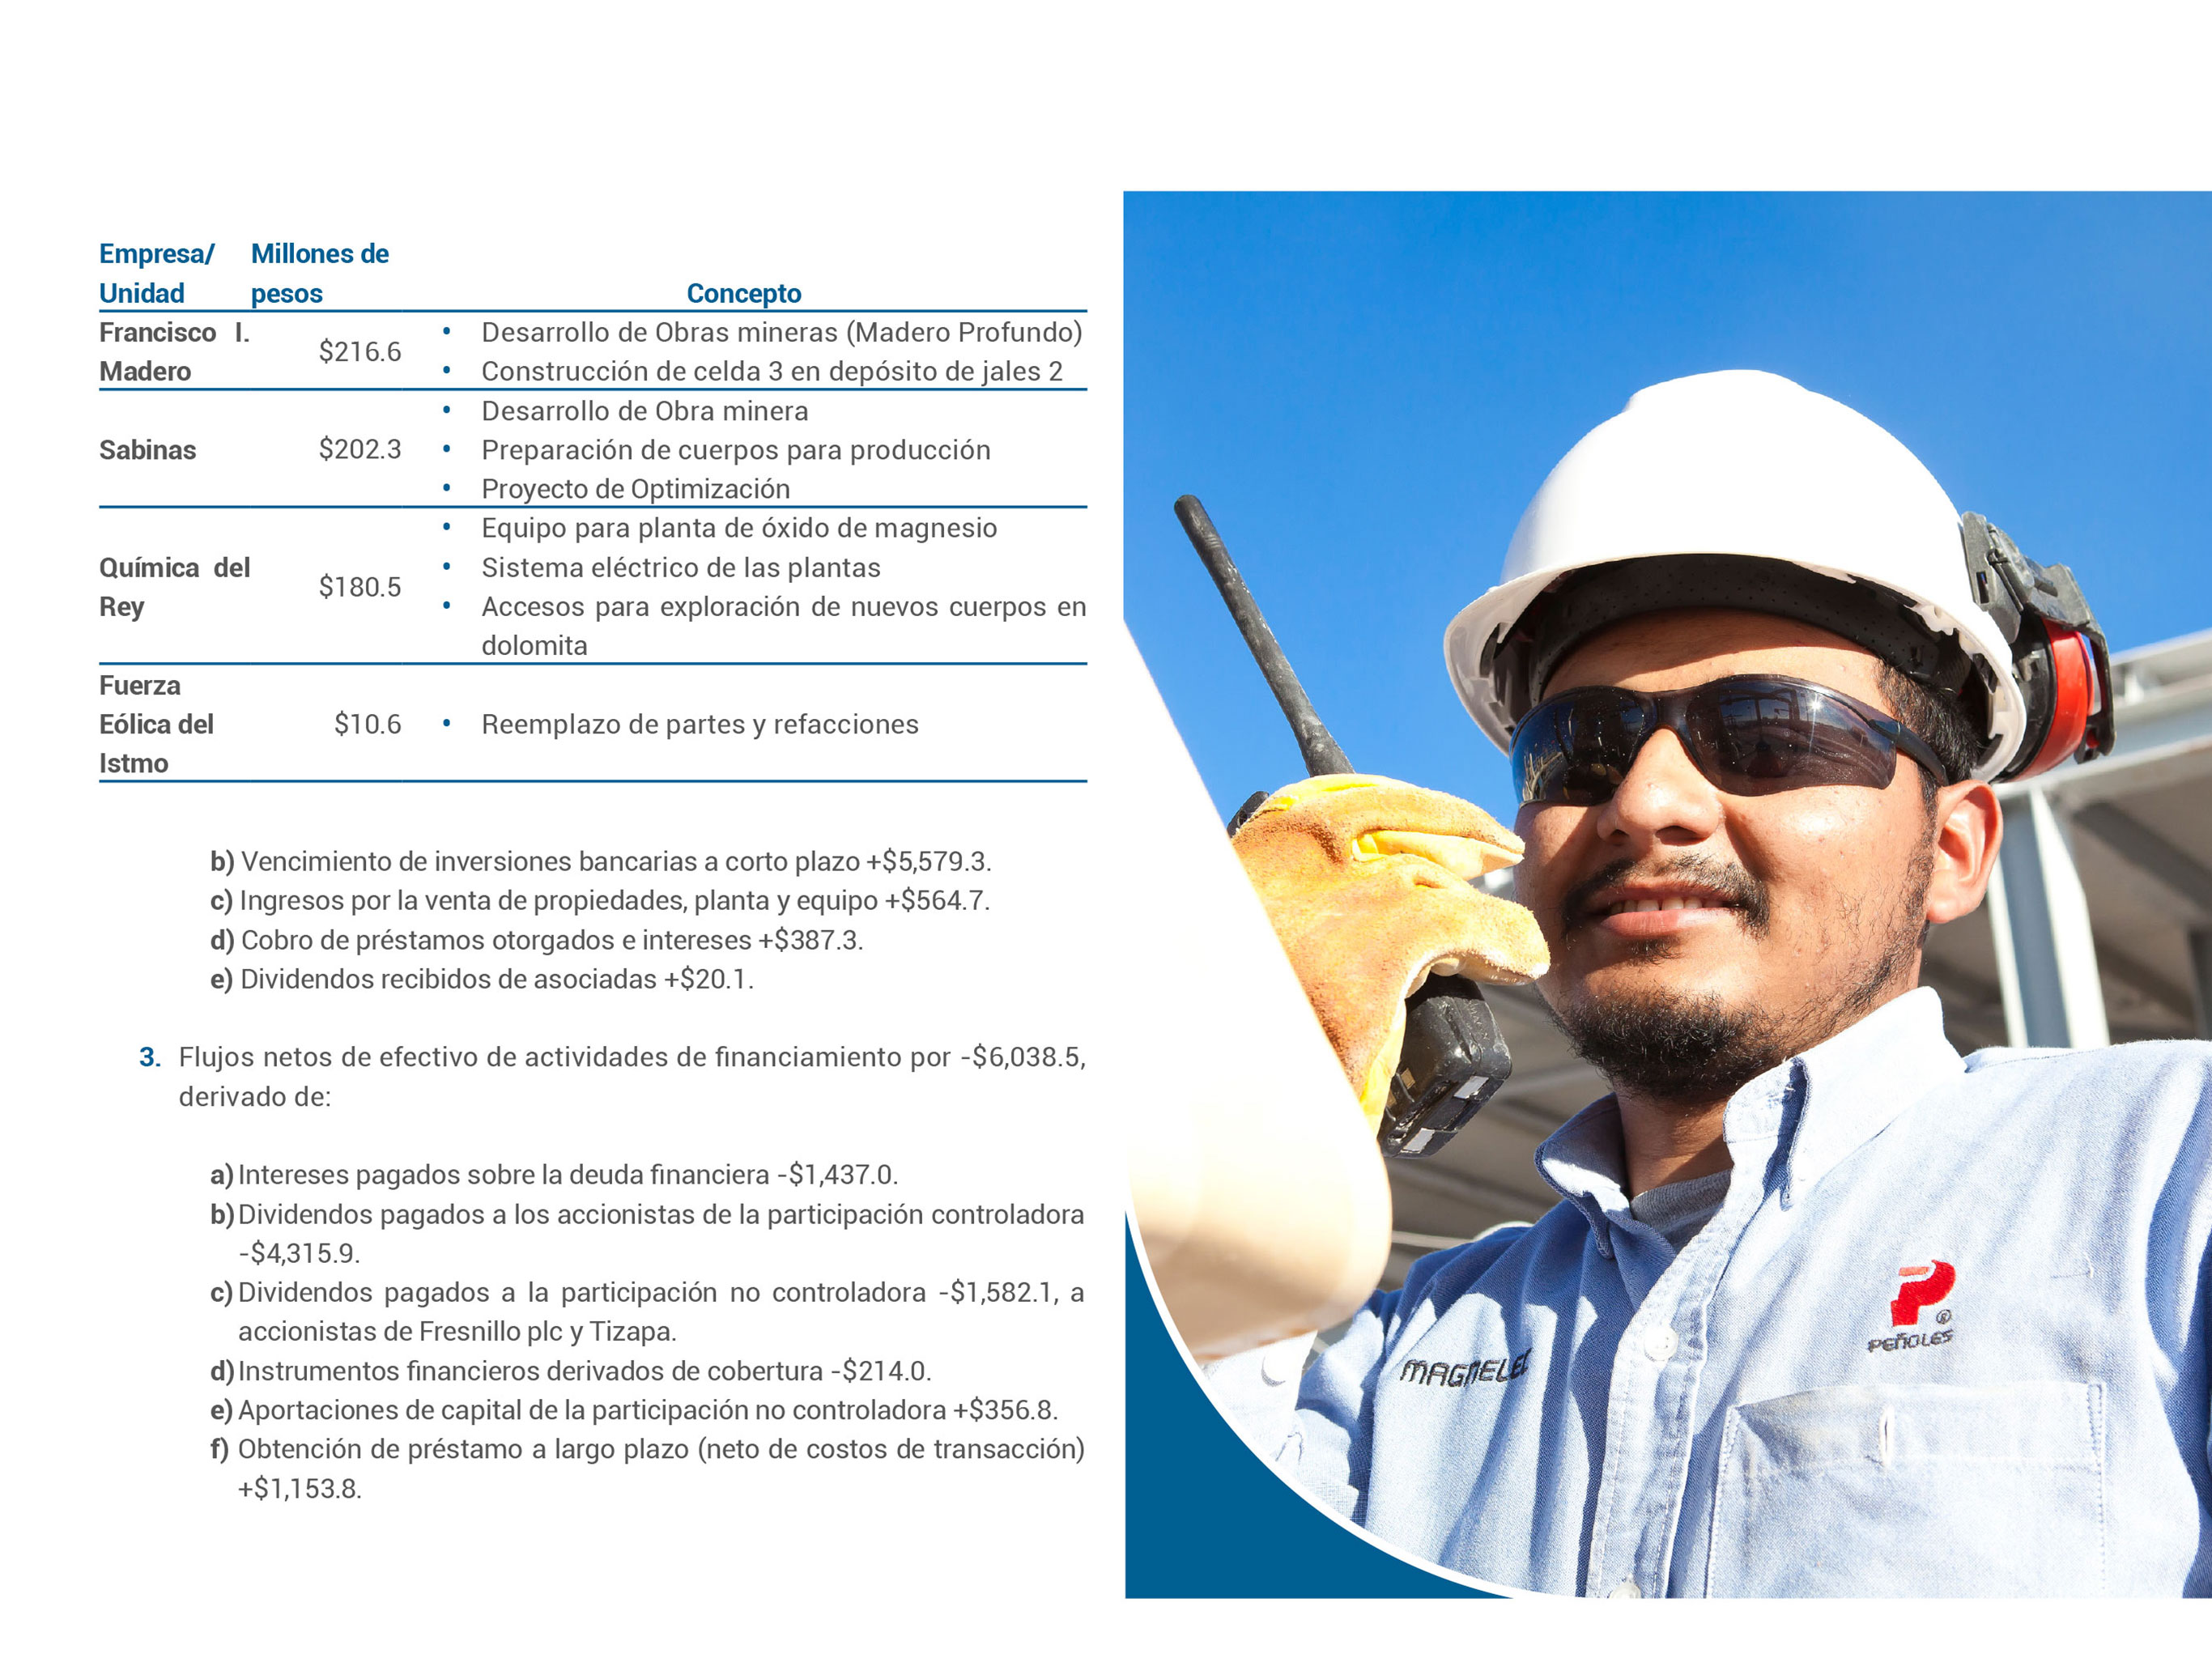 Empresa/ Millones de
Unidad pesos Concepto
Francisco I. • Desarrollo de Obras mineras (Madero Profundo)
$216.6
Madero • Construcción de celda 3 en depósito de jales 2
• Desarrollo de Obra minera
Sabinas $202.3 • Preparación de cuerpos para producción
• Proyecto de Optimización
• Equipo para planta de óxido de magnesio
Química del • Sistema eléctrico de las plantas
$180.5
Rey • Accesos para exploración de nuevos cuerpos en
dolomita
Fuerza
Eólica del $10.6 • Reemplazo de partes y refacciones
Istmo
b) Vencimiento de inversiones bancarias a corto plazo +$5,579.3.
c) Ingresos por la venta de propiedades, planta y equipo +$564.7.
d) Cobro de préstamos otorgados e intereses +$387.3.
e) Dividendos recibidos de asociadas +$20.1.
3. Flujos netos de efectivo de actividades de financiamiento por -$6,038.5,
derivado de:
a) Intereses pagados sobre la deuda financiera -$1,437.0.
b) Dividendos pagados a los accionistas de la participación controladora
-$4,315.9.
c) Dividendos pagados a la participación no controladora -$1,582.1, a
accionistas de Fresnillo plc y Tizapa.
d) Instrumentos financieros derivados de cobertura -$214.0.
e) Aportaciones de capital de la participación no controladora +$356.8.
f) Obtención de préstamo a largo plazo (neto de costos de transacción)
+$1,153.8.
PEÑOLES
®